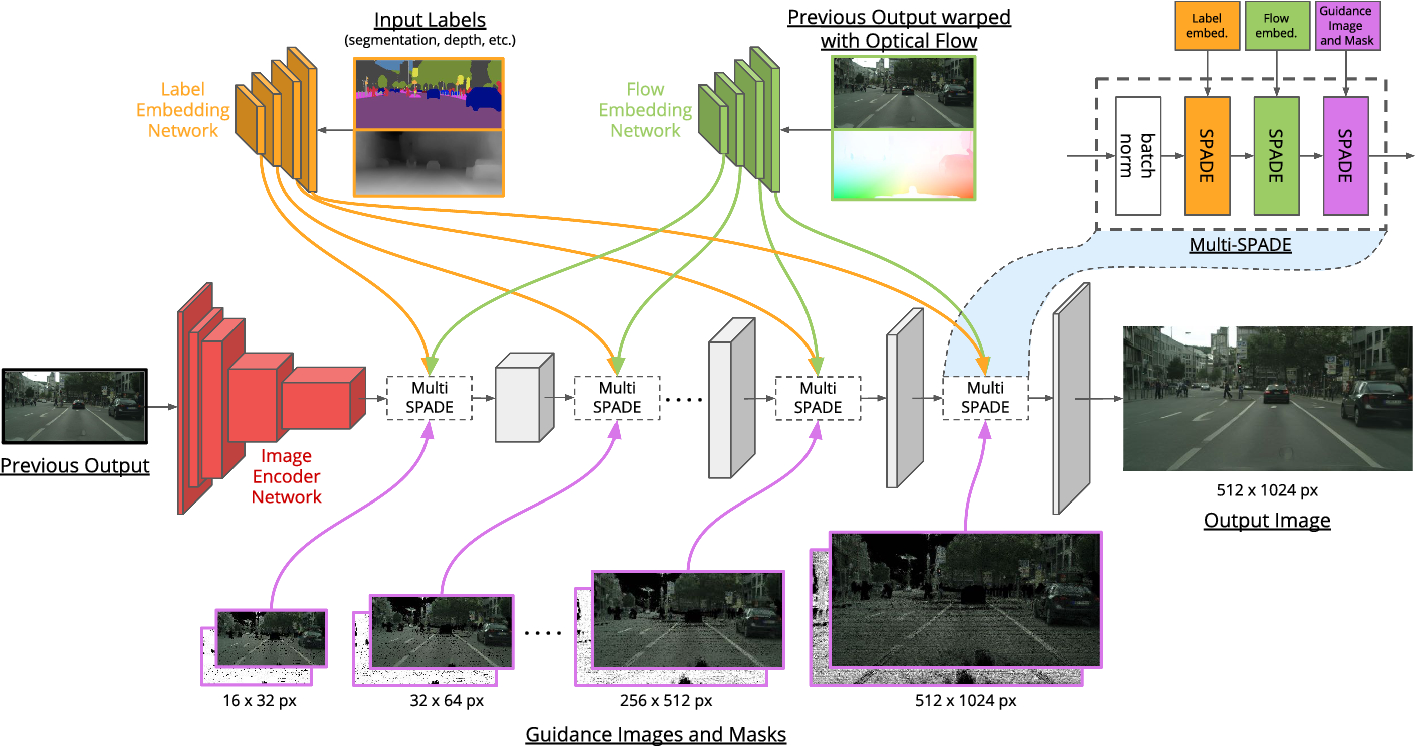 Input Labels
(segmentation, depth, etc.)
Label
Embedding
Network
Previous Output warped
with Optical Flow
Flow
Embedding
Network
Label
embed.
Flow
embed.
Guidance
Image
and Mask
batch
norm
SPADE
SPADE
SPADE
Multi-SPADE
Previous Output
Image
Encoder
Network
Multi
SPADE
Multi
SPADE
....
Multi
SPADE
Multi
SPADE
512 x 1024 px
Output Image
....
16 x 32 px
32 x 64 px
256 x 512 px
512 x 1024 px
Guidance Images and Masks